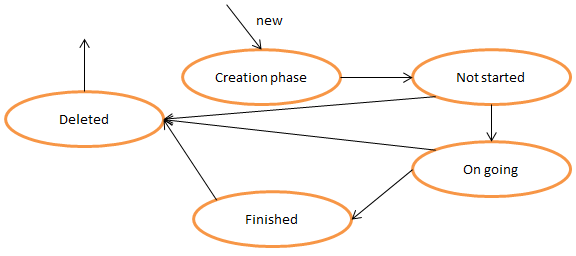 new
Creation phase
Not started
Deleted
On going
Finished